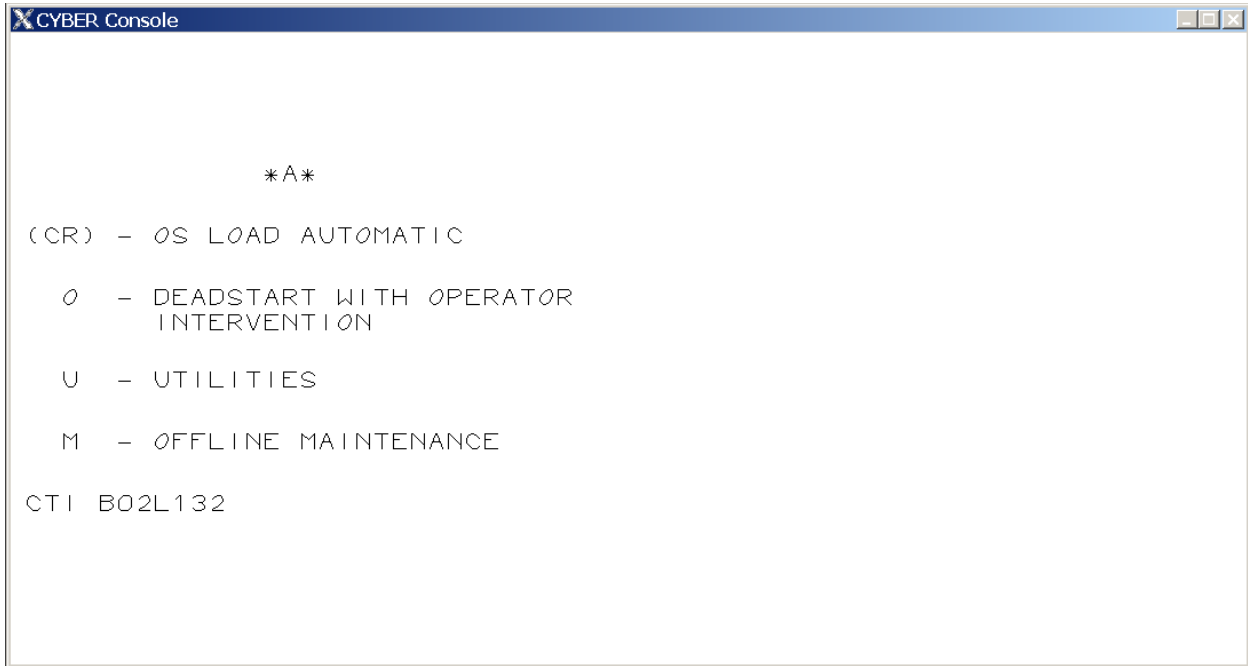 CYBER Console
*A*
(CR) - OS LOAD AUTOMATIC
O - DEADSTART WITH OPERATOR
INTERVENTION
U - UTILITIES
M - OFFLINE MAINTENANCE
CTI B02L132